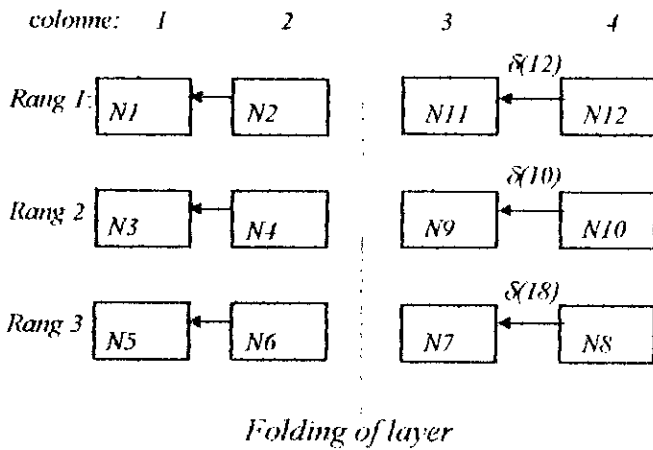 colonne: 1 2 3 4
δ(12)
Rang 1: N1 N2 N11 N12
δ(10)
Rang 2 N3 N4 N9 N10
δ(18)
Rang 3 N5 N6 N7 N8
Folding of layer